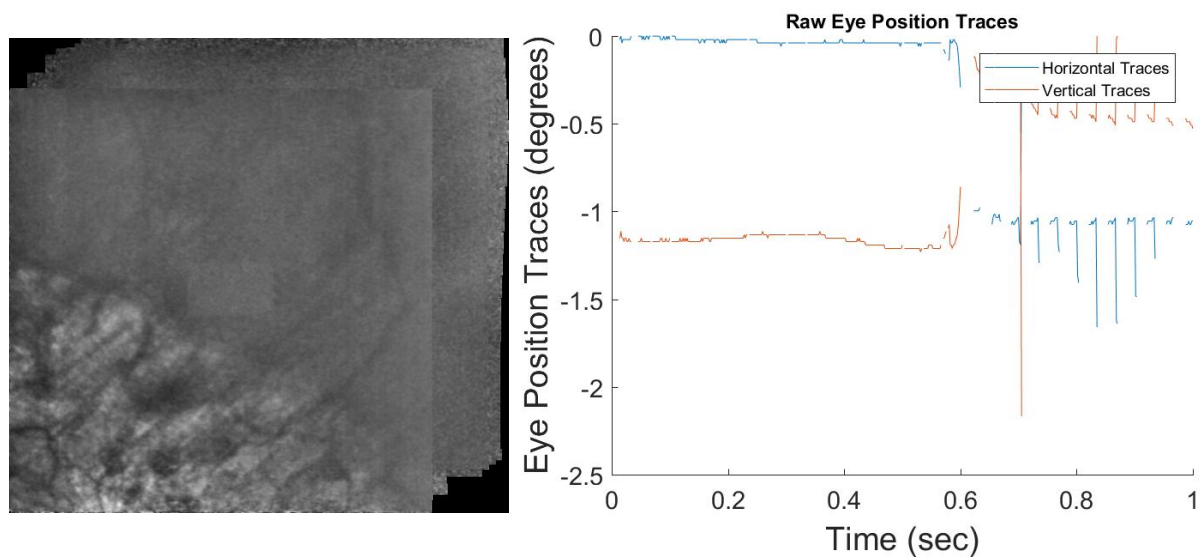 Raw Eye Position Traces
0
-0.5
-1
-1.5
-2
-2.5
Eye Position Traces (degrees)
Horizontal Traces
Vertical Traces
0
0.2
0.4
0.6
0.8
1
Time (sec)